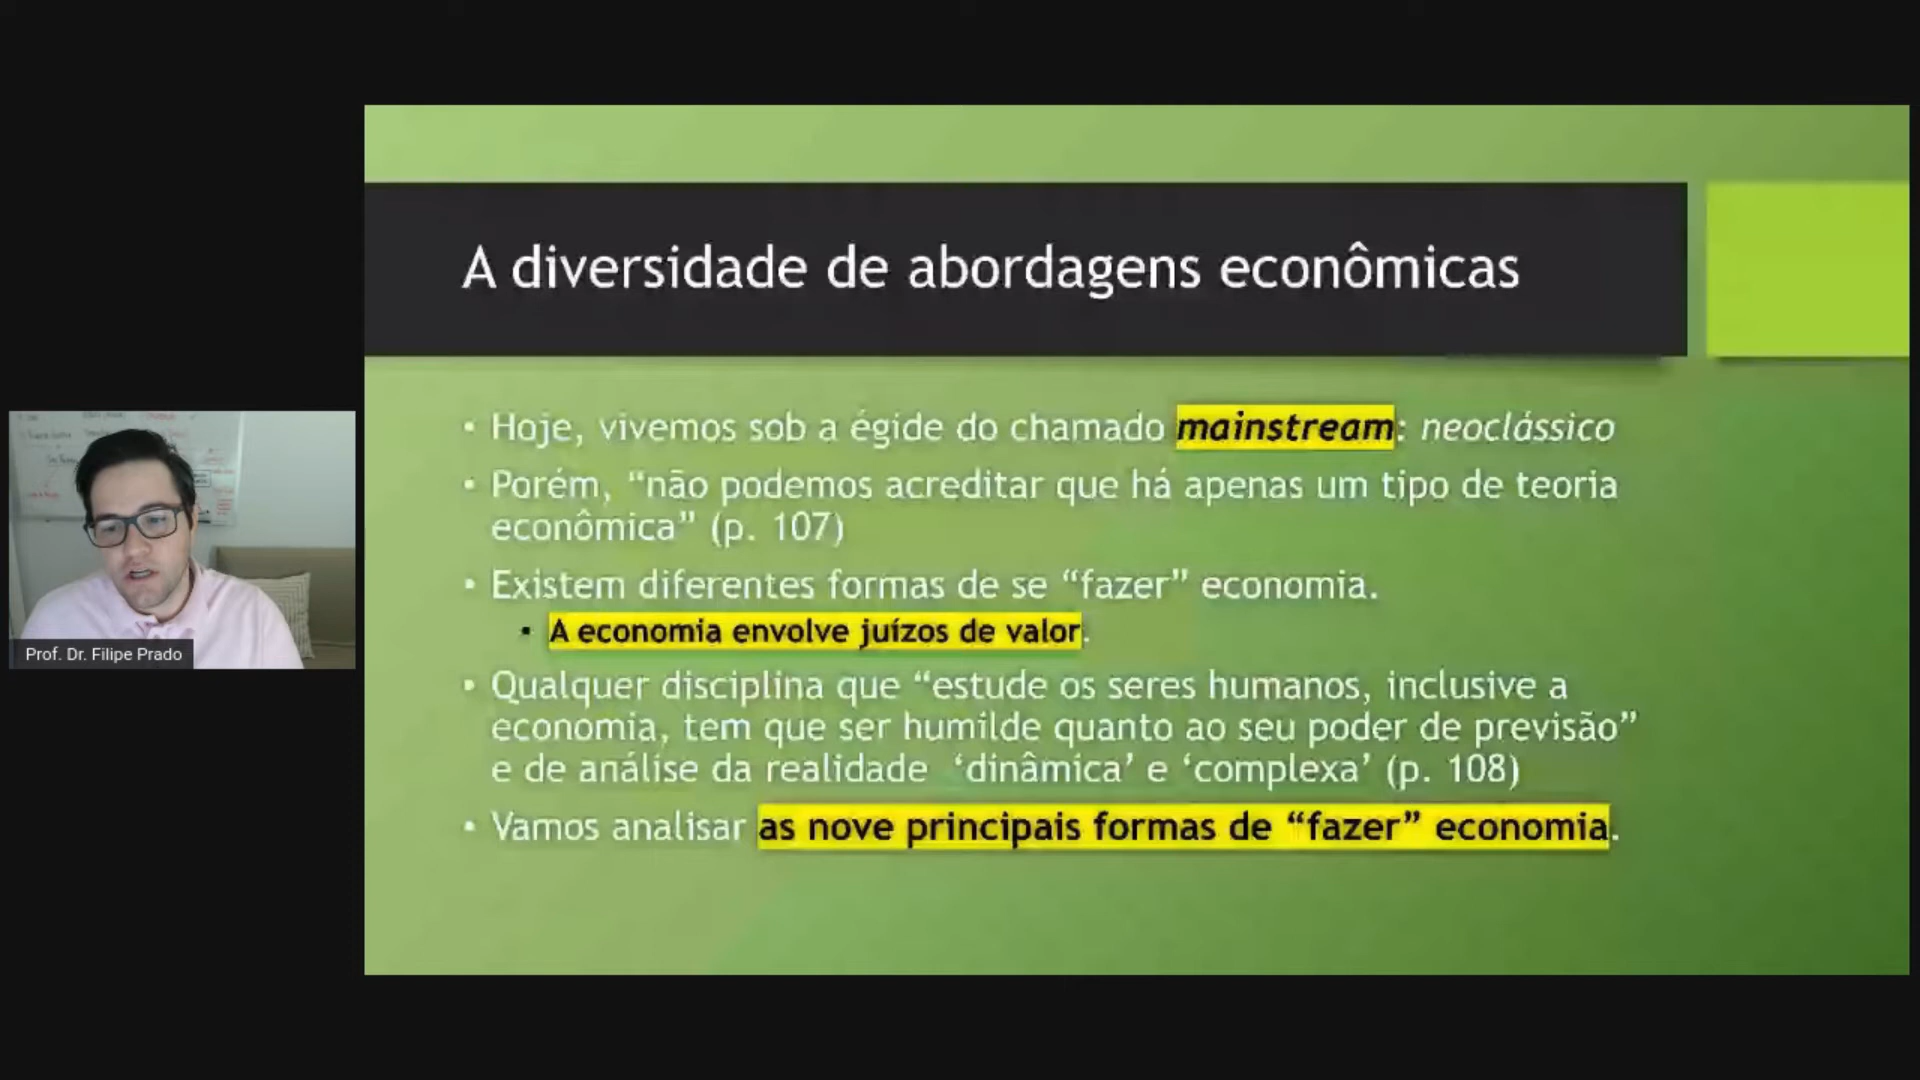 A diversidade de abordagens econômicas
• Hoje, vivemos sob a égide do chamado mainstream: neoclássico
• Porém, “não podemos acreditar que há apenas um tipo de teoria
econômica” (p. 107)
• Existem diferentes formas de se “fazer” economia.
• A economia envolve juízos de valor.
• Qualquer disciplina que “estude os seres humanos, inclusive a
economia, tem que ser humilde quanto ao seu poder de previsão”
e de análise da realidade ‘dinâmica’ e ‘complexa’ (p. 108)
• Vamos analisar as nove principais formas de “fazer” economia.
Prof. Dr. Filipe Prado